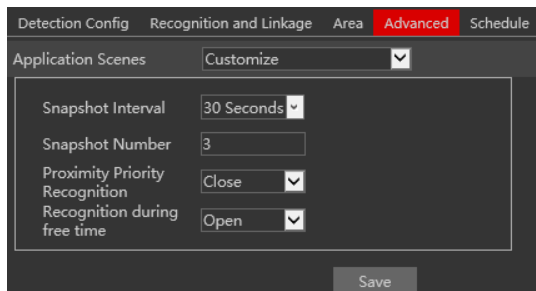 Detection Config Recognition and Linkage Area Advanced Schedule
Application Scenes Customize
Snapshot Interval 30 Seconds
Snapshot Number 3
Proximity Priority
Recognition Close
Recognition during
free time Open
Save